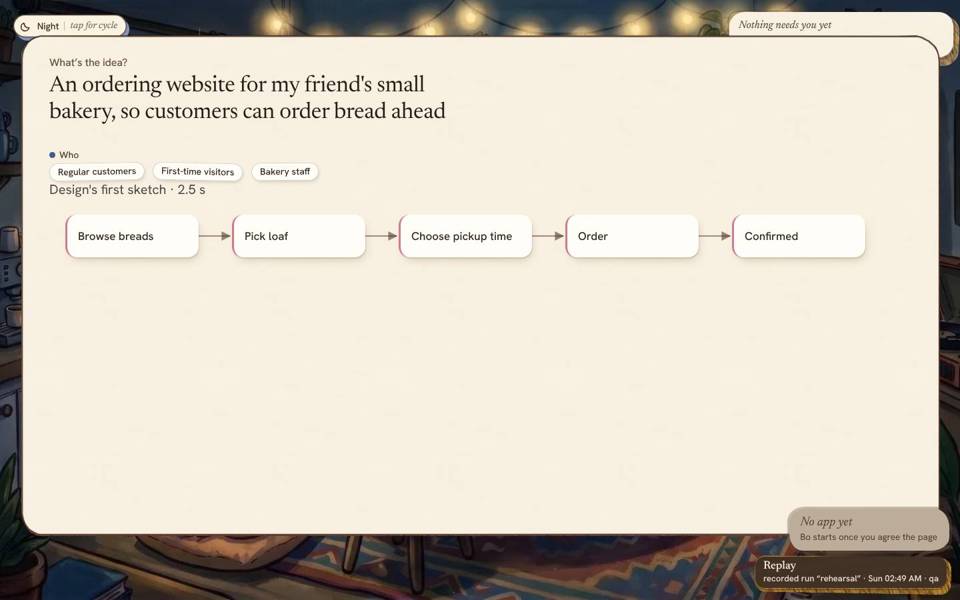 Night | tap for cycle
Nothing needs you yet
What's the idea?
An ordering website for my friend's small
bakery, so customers can order bread ahead
Who
Regular customers
First-time visitors
Bakery staff
Design's first sketch · 2.5 s
Browse breads
Pick loaf
Choose pickup time
Order
Confirmed
No app yet
Bo starts once you agree the page
Replay
recorded run “rehearsal” · Sun 02:49 AM · qa